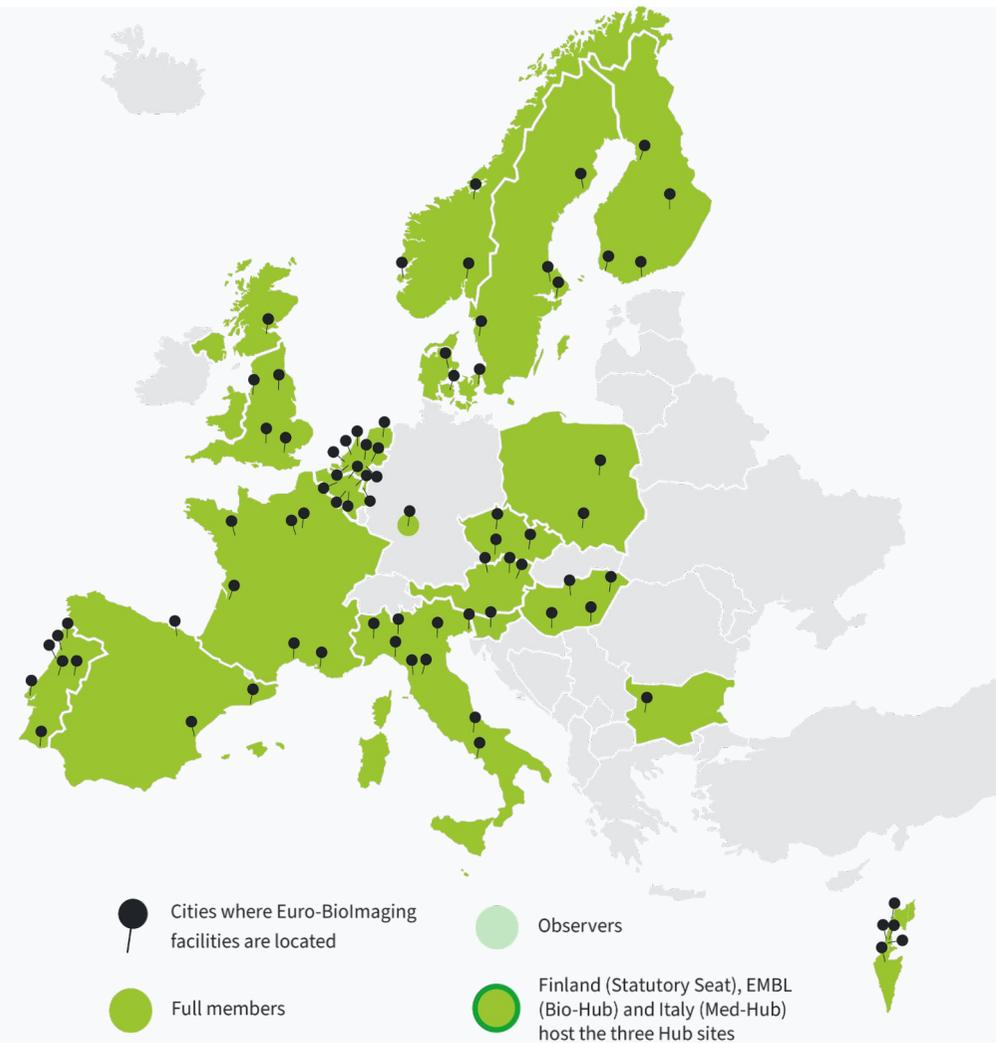 Cities where Euro-BioImaging
facilities are located
Observers
Full members
Finland (Statutory Seat), EMBL
(Bio-Hub) and Italy (Med-Hub)
host the three Hub sites